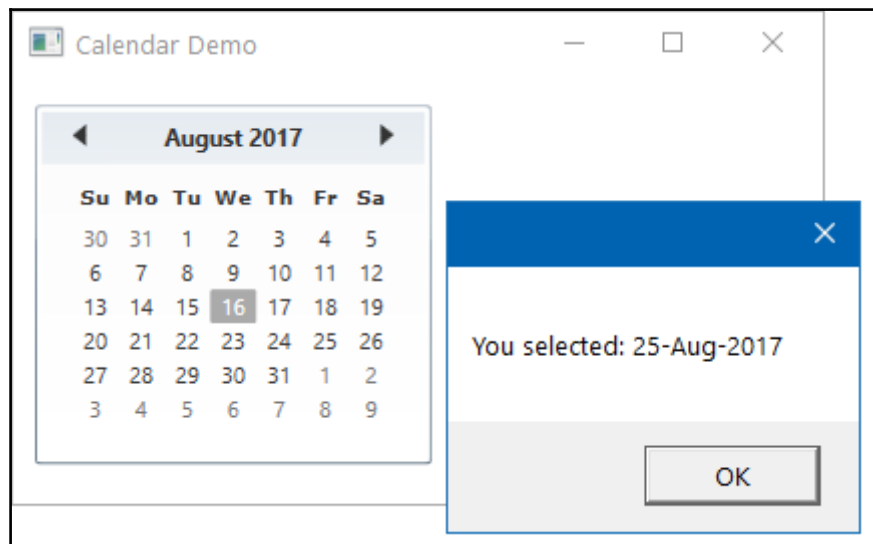 Calendar Demo
August 2017
Su Mo Tu We Th Fr Sa
30 31 1 2 3 4 5
6 7 8 9 10 11 12
13 14 15 16 17 18 19
20 21 22 23 24 25 26
27 28 29 30 31 1 2
3 4 5 6 7 8 9
You selected: 25-Aug-2017
OK